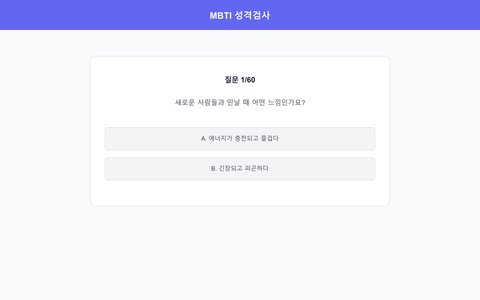 MBTI 성격검사
질문 1/60
새로운 사람들과 만날 때 어떤 느낌인가요?
A. 에너지가 충전되고 즐겁다
B. 긴장되고 피곤하다